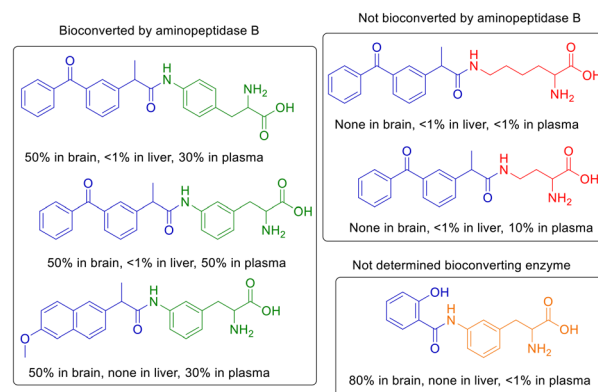 Bioconverted by aminopeptidase B
O
H
N
O
NH2
OH
O
50% in brain, <1% in liver, 30% in plasma
O
H
N
O
O
OH
NH2
50% in brain, <1% in liver, 50% in plasma
H
N
O
O
OH
NH2
O
50% in brain, none in liver, 30% in plasma
Not bioconverted by aminopeptidase B
O
H
N
O
O
OH
NH2
None in brain, <1% in liver, <1% in plasma
O
H
N
O
O
OH
NH2
None in brain, <1% in liver, 10% in plasma
Not determined bioconverting enzyme
OH
H
N
O
O
OH
NH2
80% in brain, none in liver, <1% in plasma